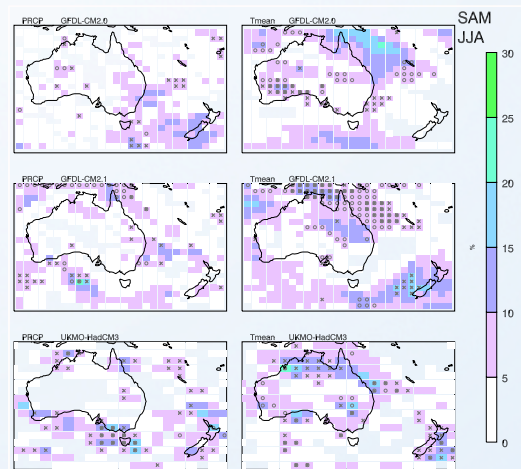 SAM
JJA
PRCP GFDL-CM2.0
Tmean GFDL-CM2.0
PRCP GFDL-CM2.1
Tmean GFDL-CM2.1
PRCP UKMO-HadCM3
Tmean UKMO-HadCM3
30
25
20
15
%
10
5
0